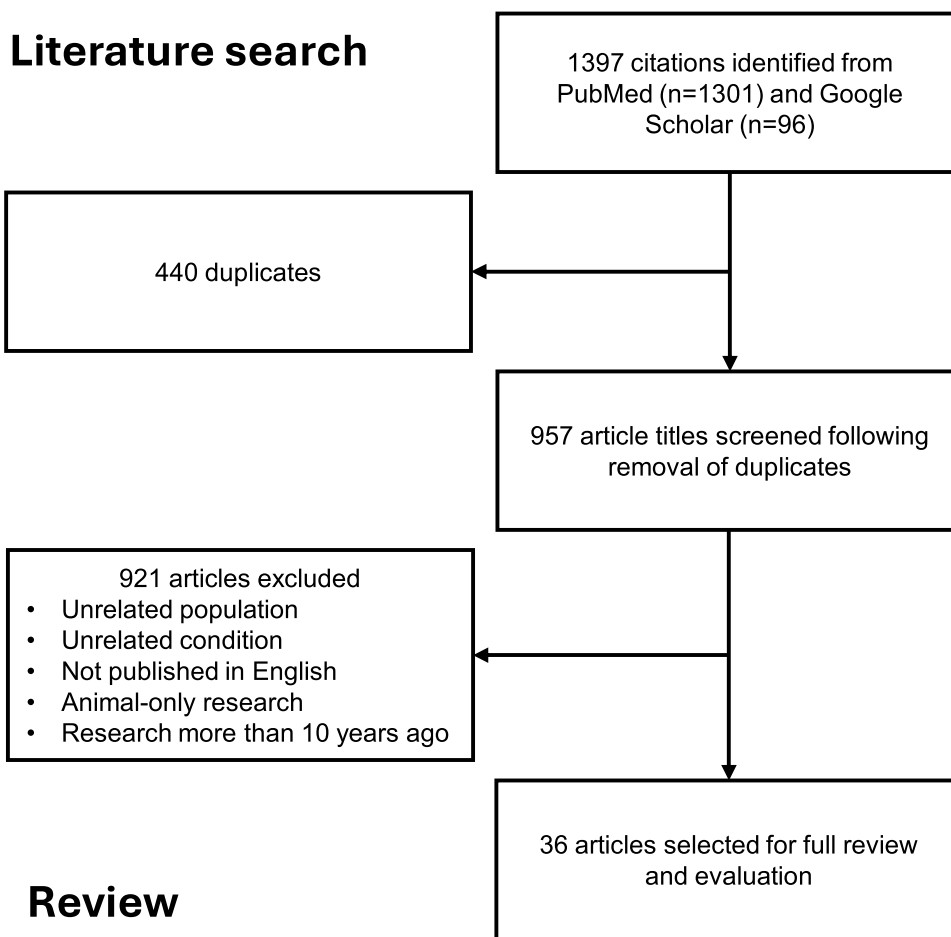 Literature search
1397 citations identified from
PubMed (n=1301) and Google
Scholar (n=96)
440 duplicates
957 article titles screened following
removal of duplicates
921 articles excluded
• Unrelated population
• Unrelated condition
• Not published in English
• Animal-only research
• Research more than 10 years ago
36 articles selected for full review
and evaluation
Review